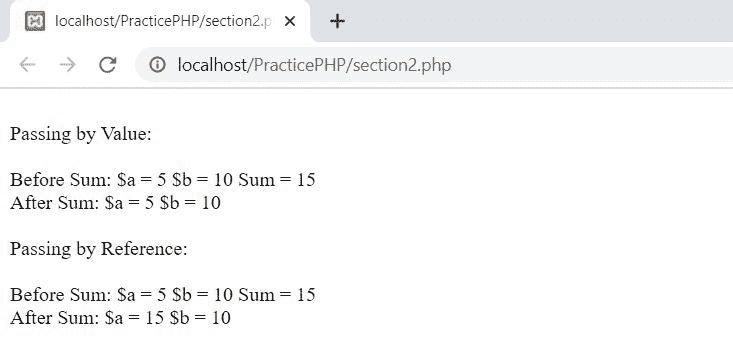 localhost/PracticePHP/section2.p
localhost/PracticePHP/section2.php
Passing by Value:
Before Sum: $a = 5 $b = 10 Sum = 15
After Sum: $a = 5 $b = 10
Passing by Reference:
Before Sum: $a = 5 $b = 10 Sum = 15
After Sum: $a = 15 $b = 10